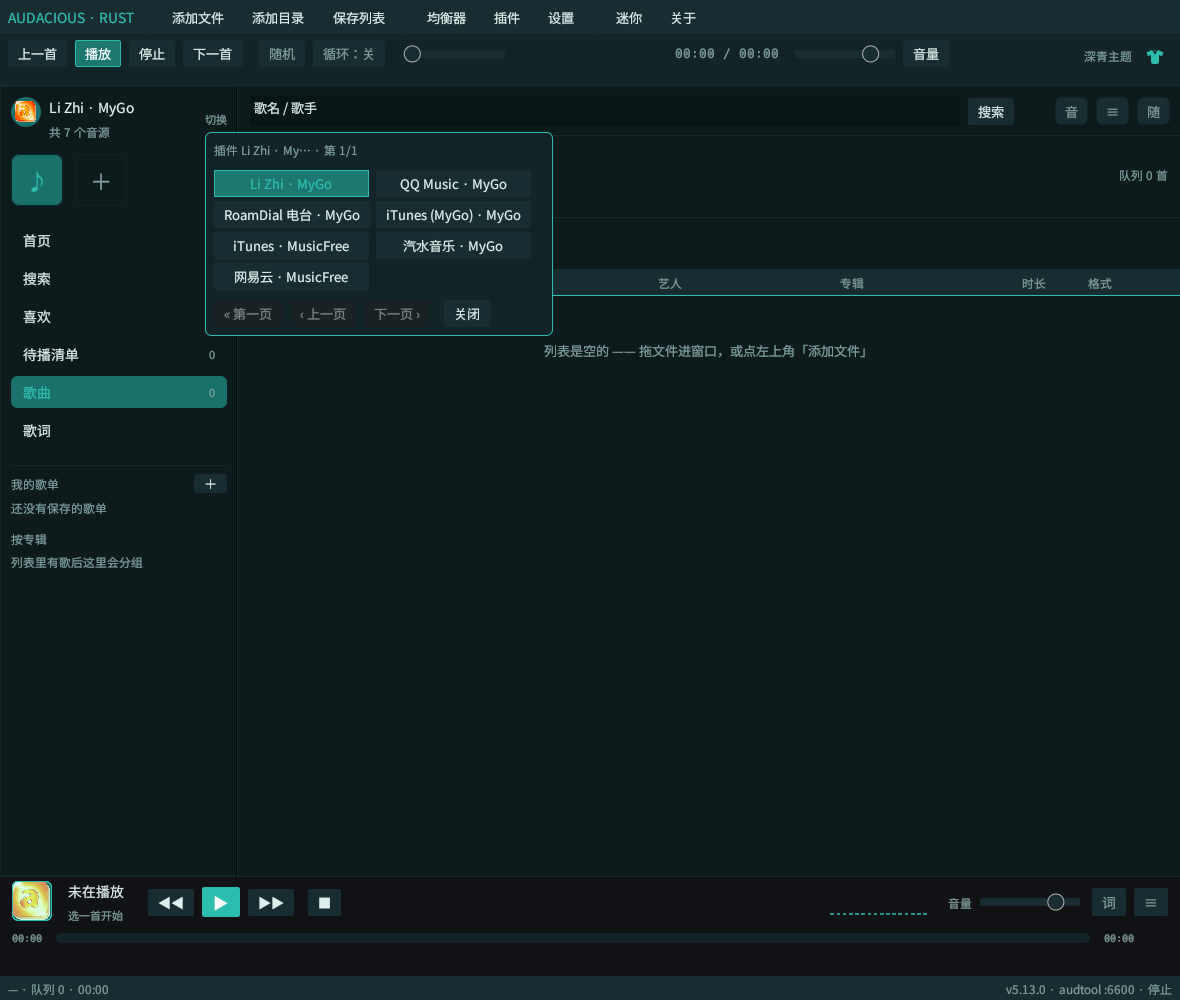 AUDACIOUS · RUST 添加文件 添加目录 保存列表 均衡器 插件 设置 迷你 关于
上一首 播放 停止 下一首 随机 循环：关 00:00 / 00:00 音量 深青主题
Li Zhi · MyGo
共 7 个音源
切换
歌名 / 歌手 搜索 音 ≡ 随
插件 Li Zhi · My··· · 第 1/1
Li Zhi · MyGo QQ Music · MyGo
RoamDial 电台 · MyGo iTunes (MyGo) · MyGo
iTunes · MusicFree 汽水音乐 · MyGo
网易云 · MusicFree
« 第一页 ‹ 上一页 下一页 › 关闭
♪ +
队列 0 首
首页
搜索
喜欢
待播清单 0
歌曲 0
歌词
艺人 专辑 时长 格式
列表是空的 —— 拖文件进窗口，或点左上角「添加文件」
我的歌单 +
还没有保存的歌单
按专辑
列表里有歌后这里会分组
未在播放
选一首开始
音量 词 ≡
00:00 00:00
— · 队列 0 · 00:00 v5.13.0 · audtool :6600 · 停止